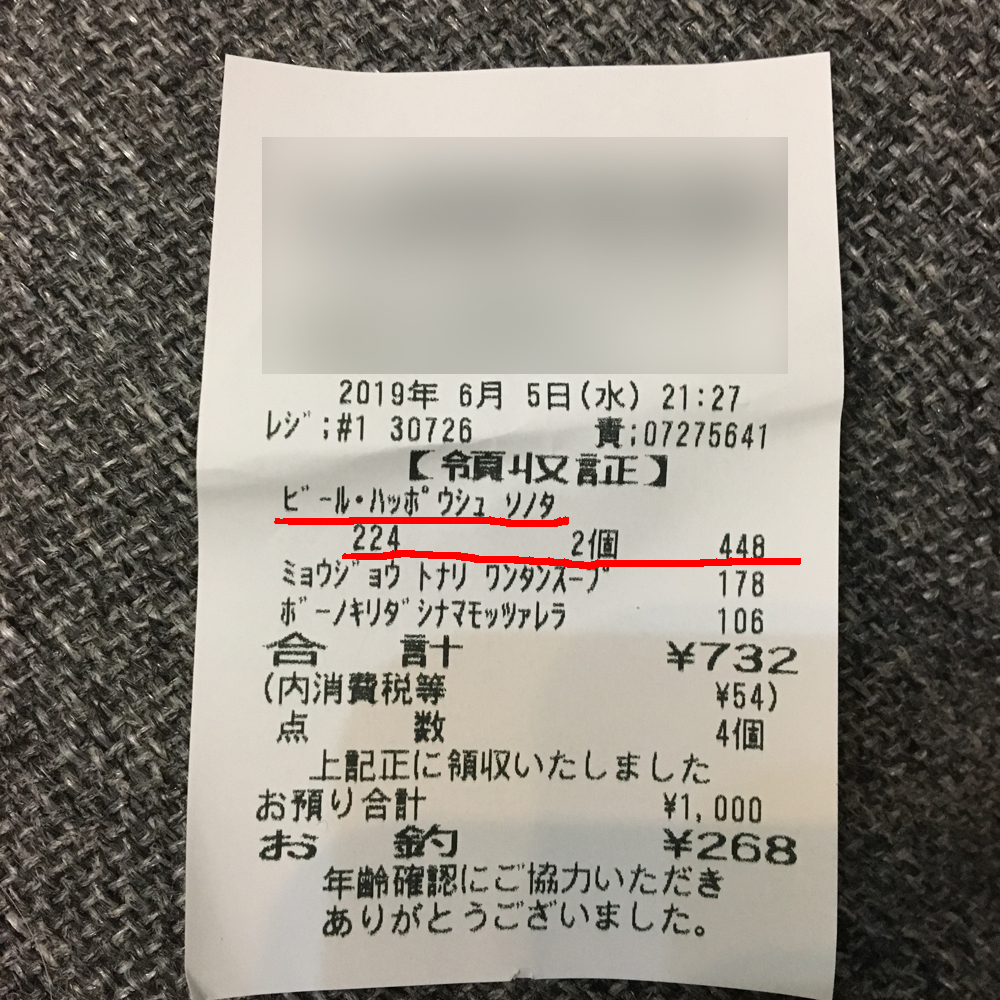 2019年 6月 5日(水) 21:27
ﾚｼﾞ;#1 30726 責;07275641
【領収証】
ﾋﾞｰﾙ・ﾊｯﾎﾟｳｼｭ ｿﾉﾀ
224 2個 448
ﾐｮｳｼﾞｮｳ ﾄﾅﾘ ﾜﾝﾀﾝｽｰﾌﾟ 178
ﾎﾞｰﾉｷﾘﾀﾞｼﾅﾏﾓｯﾂｧﾚﾗ 106
合 計 ¥732
(内消費税等 ¥54)
点 数 4個
上記正に領収いたしました
お預り合計 ¥1,000
お 釣 ¥268
年齢確認にご協力いただき
ありがとうございました。